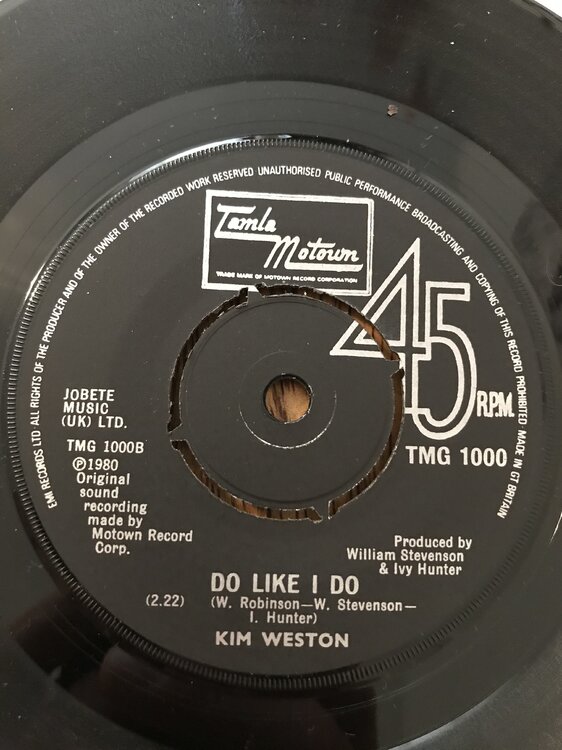 EMI RECORDS LTD ALL RIGHTS OF THE PRODUCER AND OF THE OWNER OF THE RECORDED WORK RESERVED UNAUTHORISED PUBLIC PERFORMANCE BROADCASTING AND COPYING OF THIS RECORD PROHIBITED · MADE IN GT BRITAIN
Tamla
Motown
TRADE MARK OF MOTOWN RECORD CORPORATION
45
R.P.M.
JOBETE
MUSIC
(UK) LTD.
TMG 1000B
℗1980
Original
sound
recording
made by
Motown Record
Corp.
TMG 1000
Produced by
William Stevenson
& Ivy Hunter
DO LIKE I DO
(2.22) (W. Robinson—W. Stevenson—
I. Hunter)
KIM WESTON